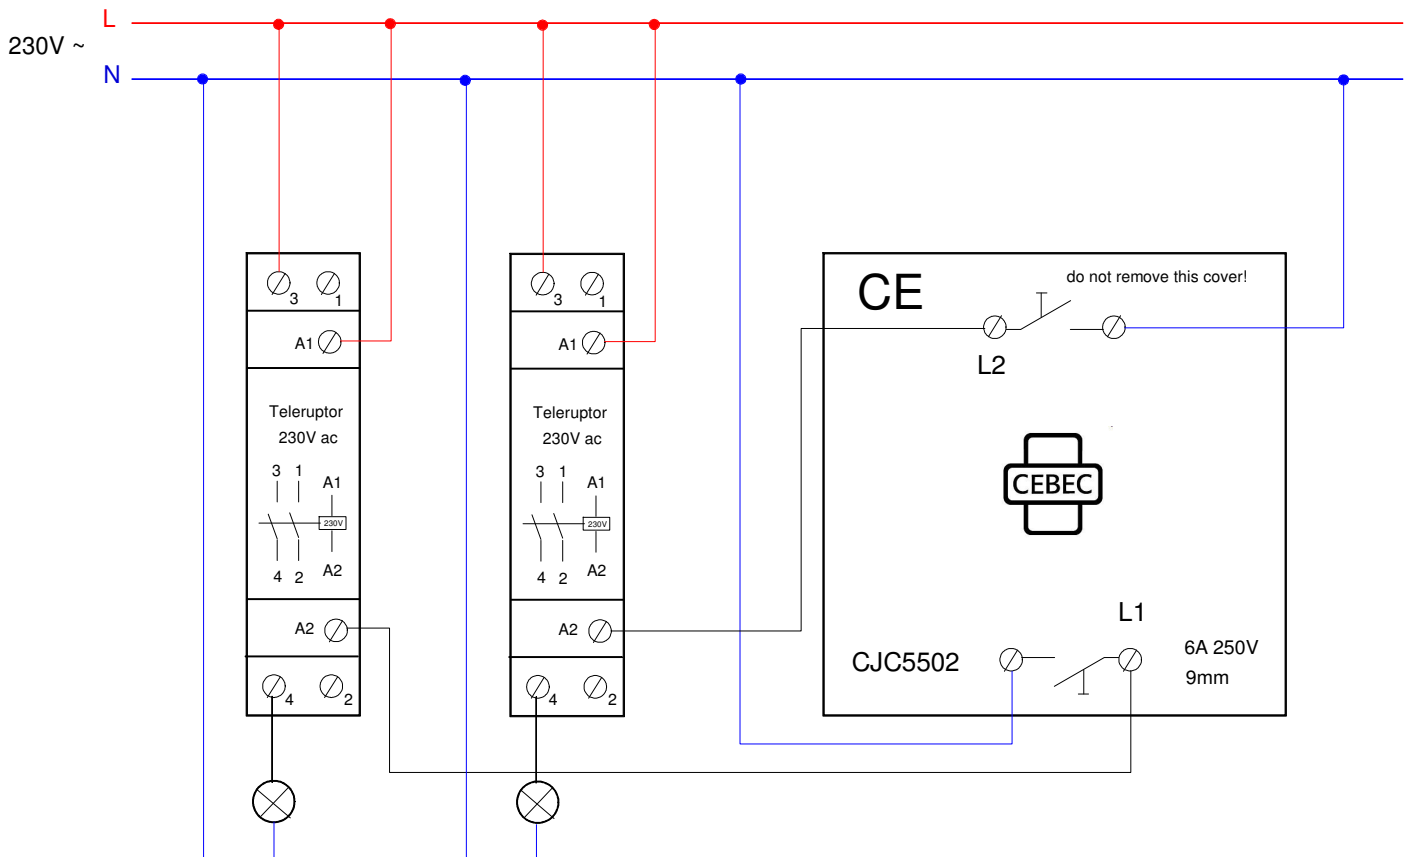 L
230V ~
N
3
1
A1
Teleruptor
230V ac
3 1
A1
230V
4 2
A2
A2
4
2
3
1
A1
Teleruptor
230V ac
3 1
A1
230V
4 2
A2
A2
4
2
CE
do not remove this cover!
L2
CEBEC
L1
CJC5502
6A 250V
9mm